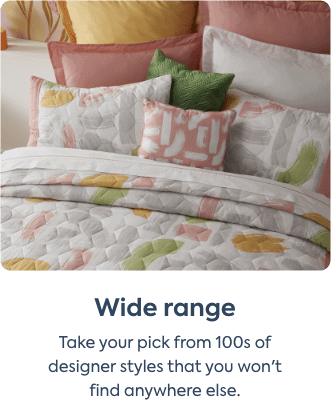 Wide range
Take your pick from 100s of
designer styles that you won't
find anywhere else.